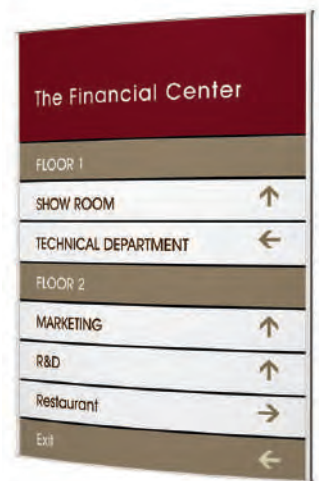 The Financial Center
FLOOR 1
SHOW ROOM ↑
TECHNICAL DEPARTMENT ←
FLOOR 2
MARKETING ↑
R&D ↑
Restaurant →
Exit ←